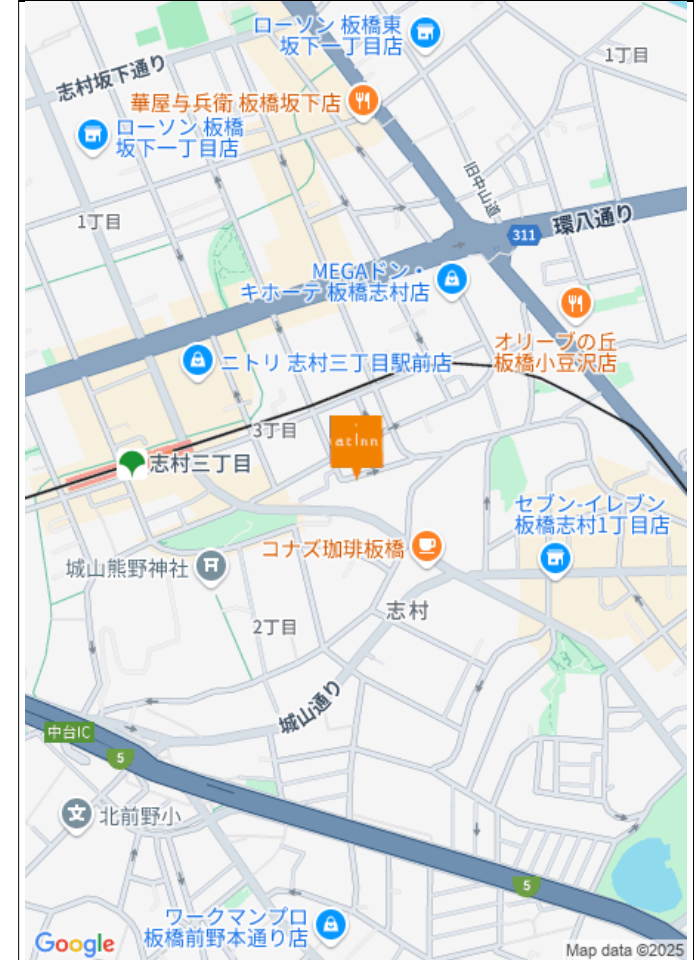 ローソン 板橋東
坂下一丁目店
1丁目
志村坂下通り
華屋与兵衛 板橋坂下店
ローソン 板橋
坂下一丁目店
旧中山道
1丁目
311
環八通り
MEGAドン・
キホーテ 板橋志村店
オリーブの丘
板橋小豆沢店
ニトリ 志村三丁目駅前店
3丁目
atInn
志村三丁目
セブン-イレブン
板橋志村1丁目店
コナズ珈琲板橋
城山熊野神社
志村
2丁目
城山通り
中台IC
5
文
北前野小
5
ワークマンプロ
板橋前野本通り店
Google
Map data ©2025